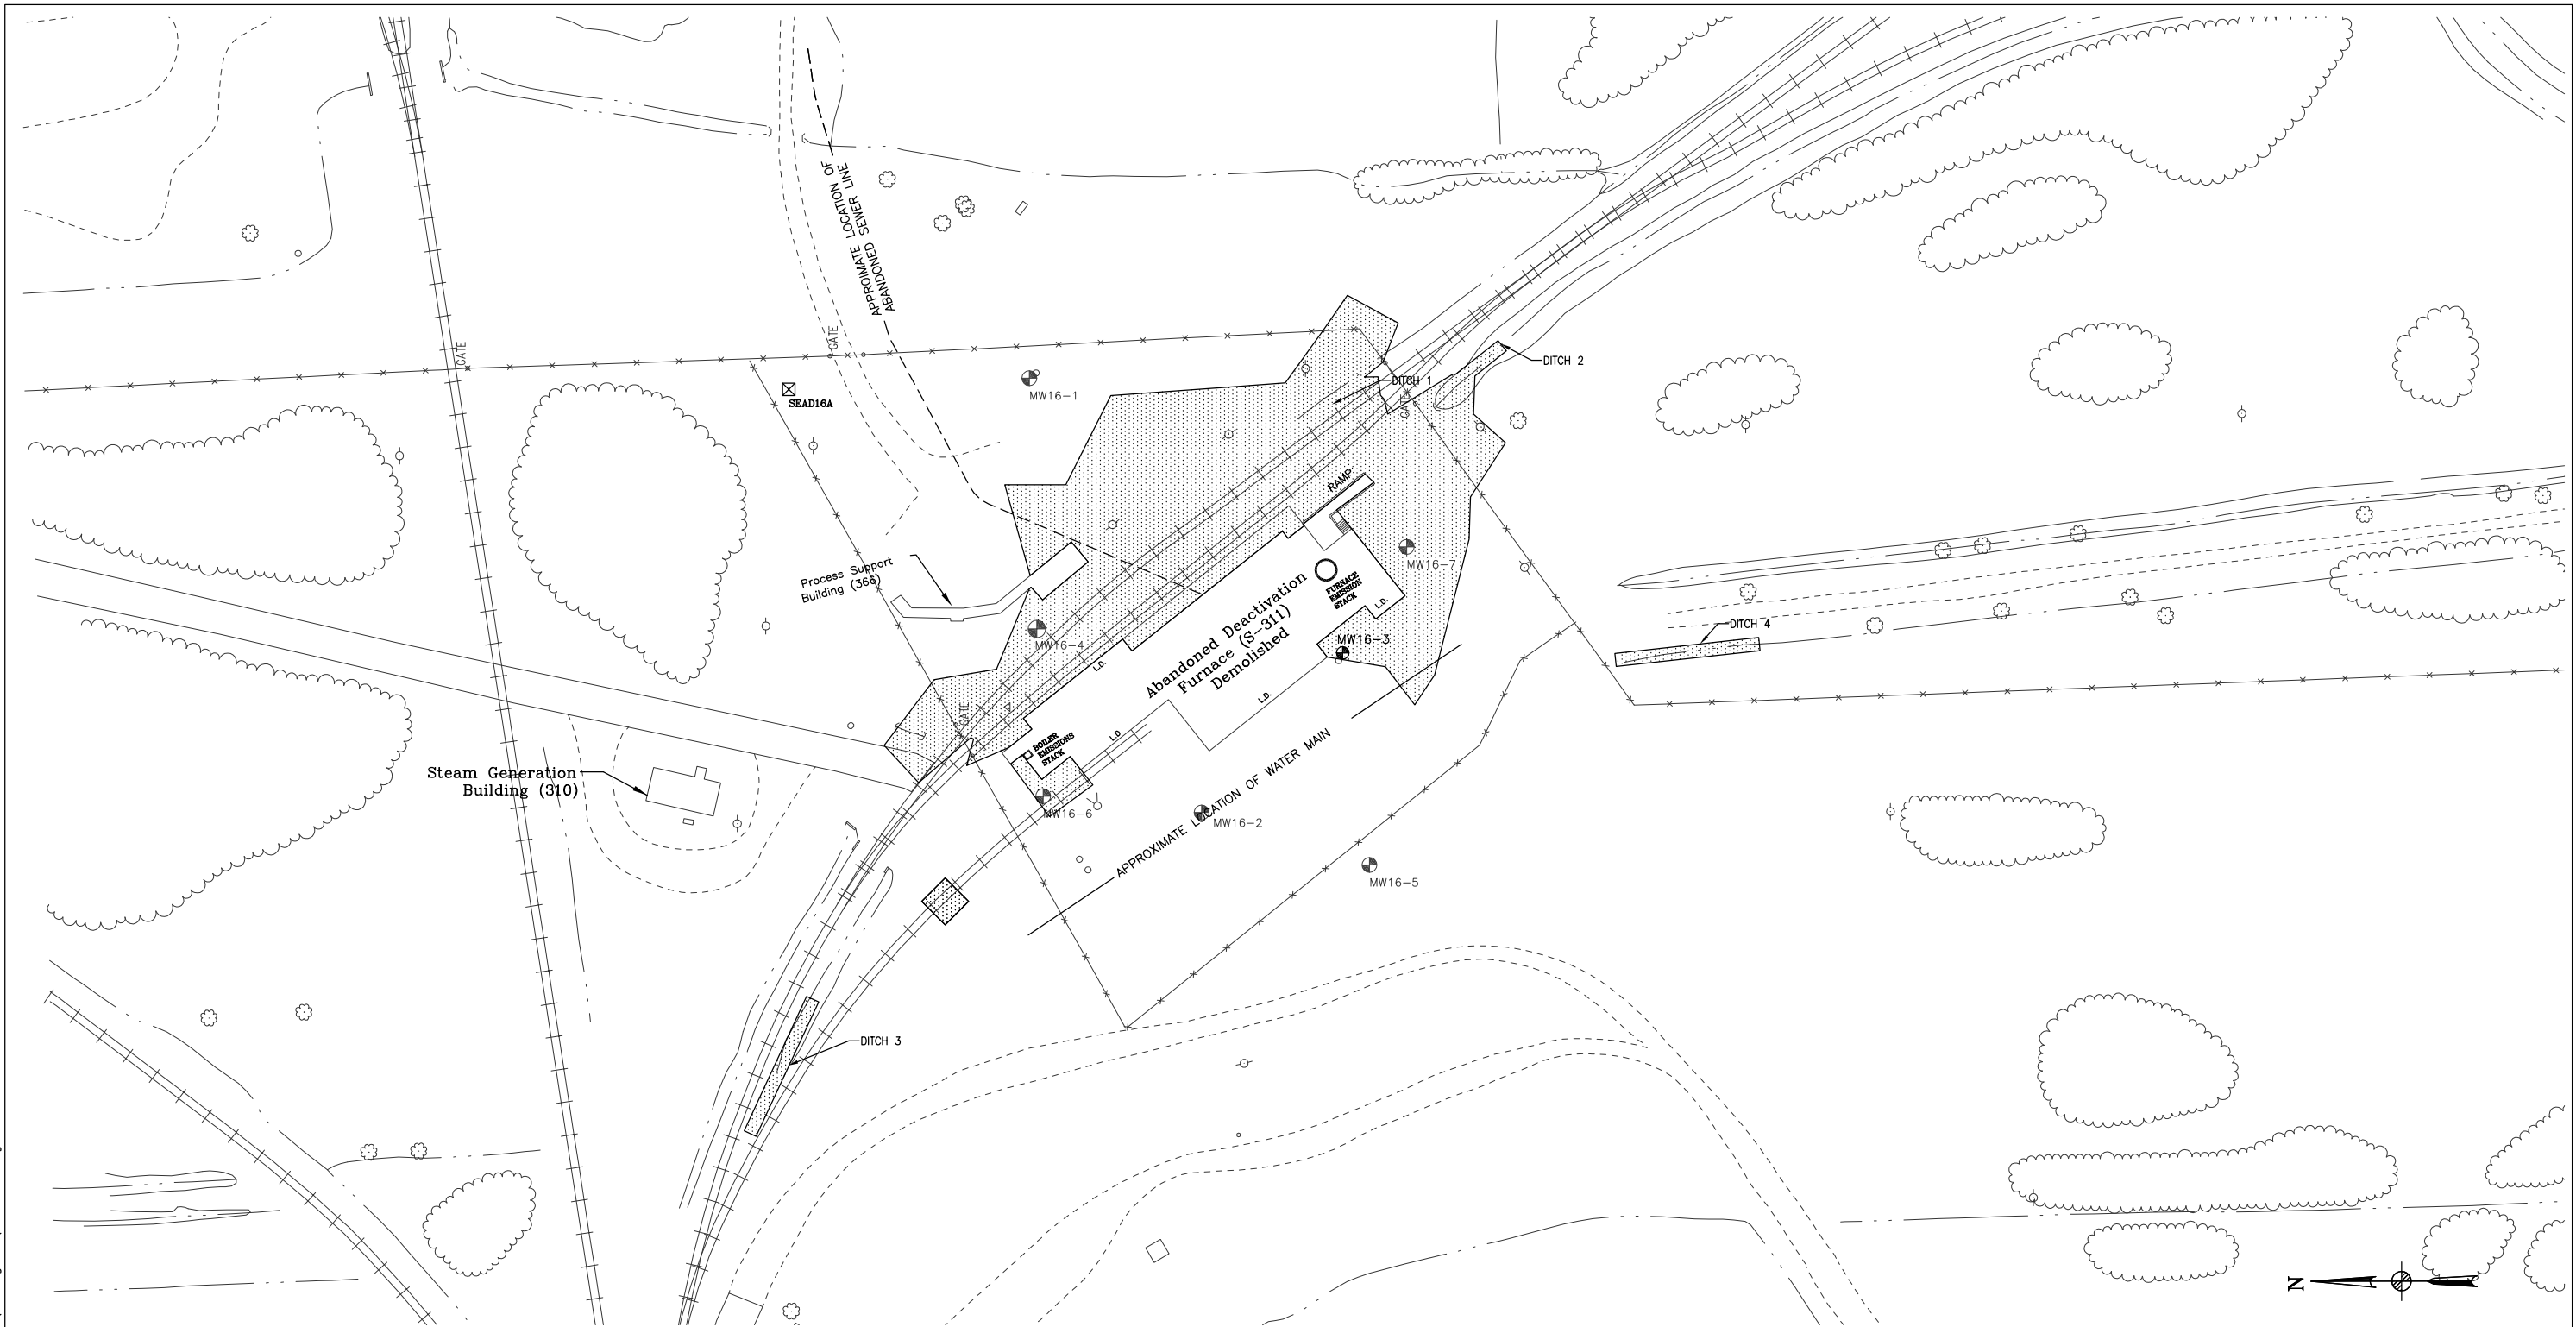 APPROXIMATE LOCATION OF
ABANDONED SEWER LINE
GATE
GATE
SEAD16A
MW16-1
DITCH 1
DITCH 2
GATE
RAMP
Process Support
Building (366)
MW16-7
FURNACE
EMISSION
STACK
L.D.
Abandoned Deactivation
Furnace (S-311)
Demolished
MW16-3
DITCH 4
MW16-4
L.D.
L.D.
GATE
BOILER
EMISSIONS
STACK
L.D.
APPROXIMATE LOCATION OF WATER MAIN
Steam Generation
Building (310)
MW16-6
MW16-2
MW16-5
DITCH 3
N